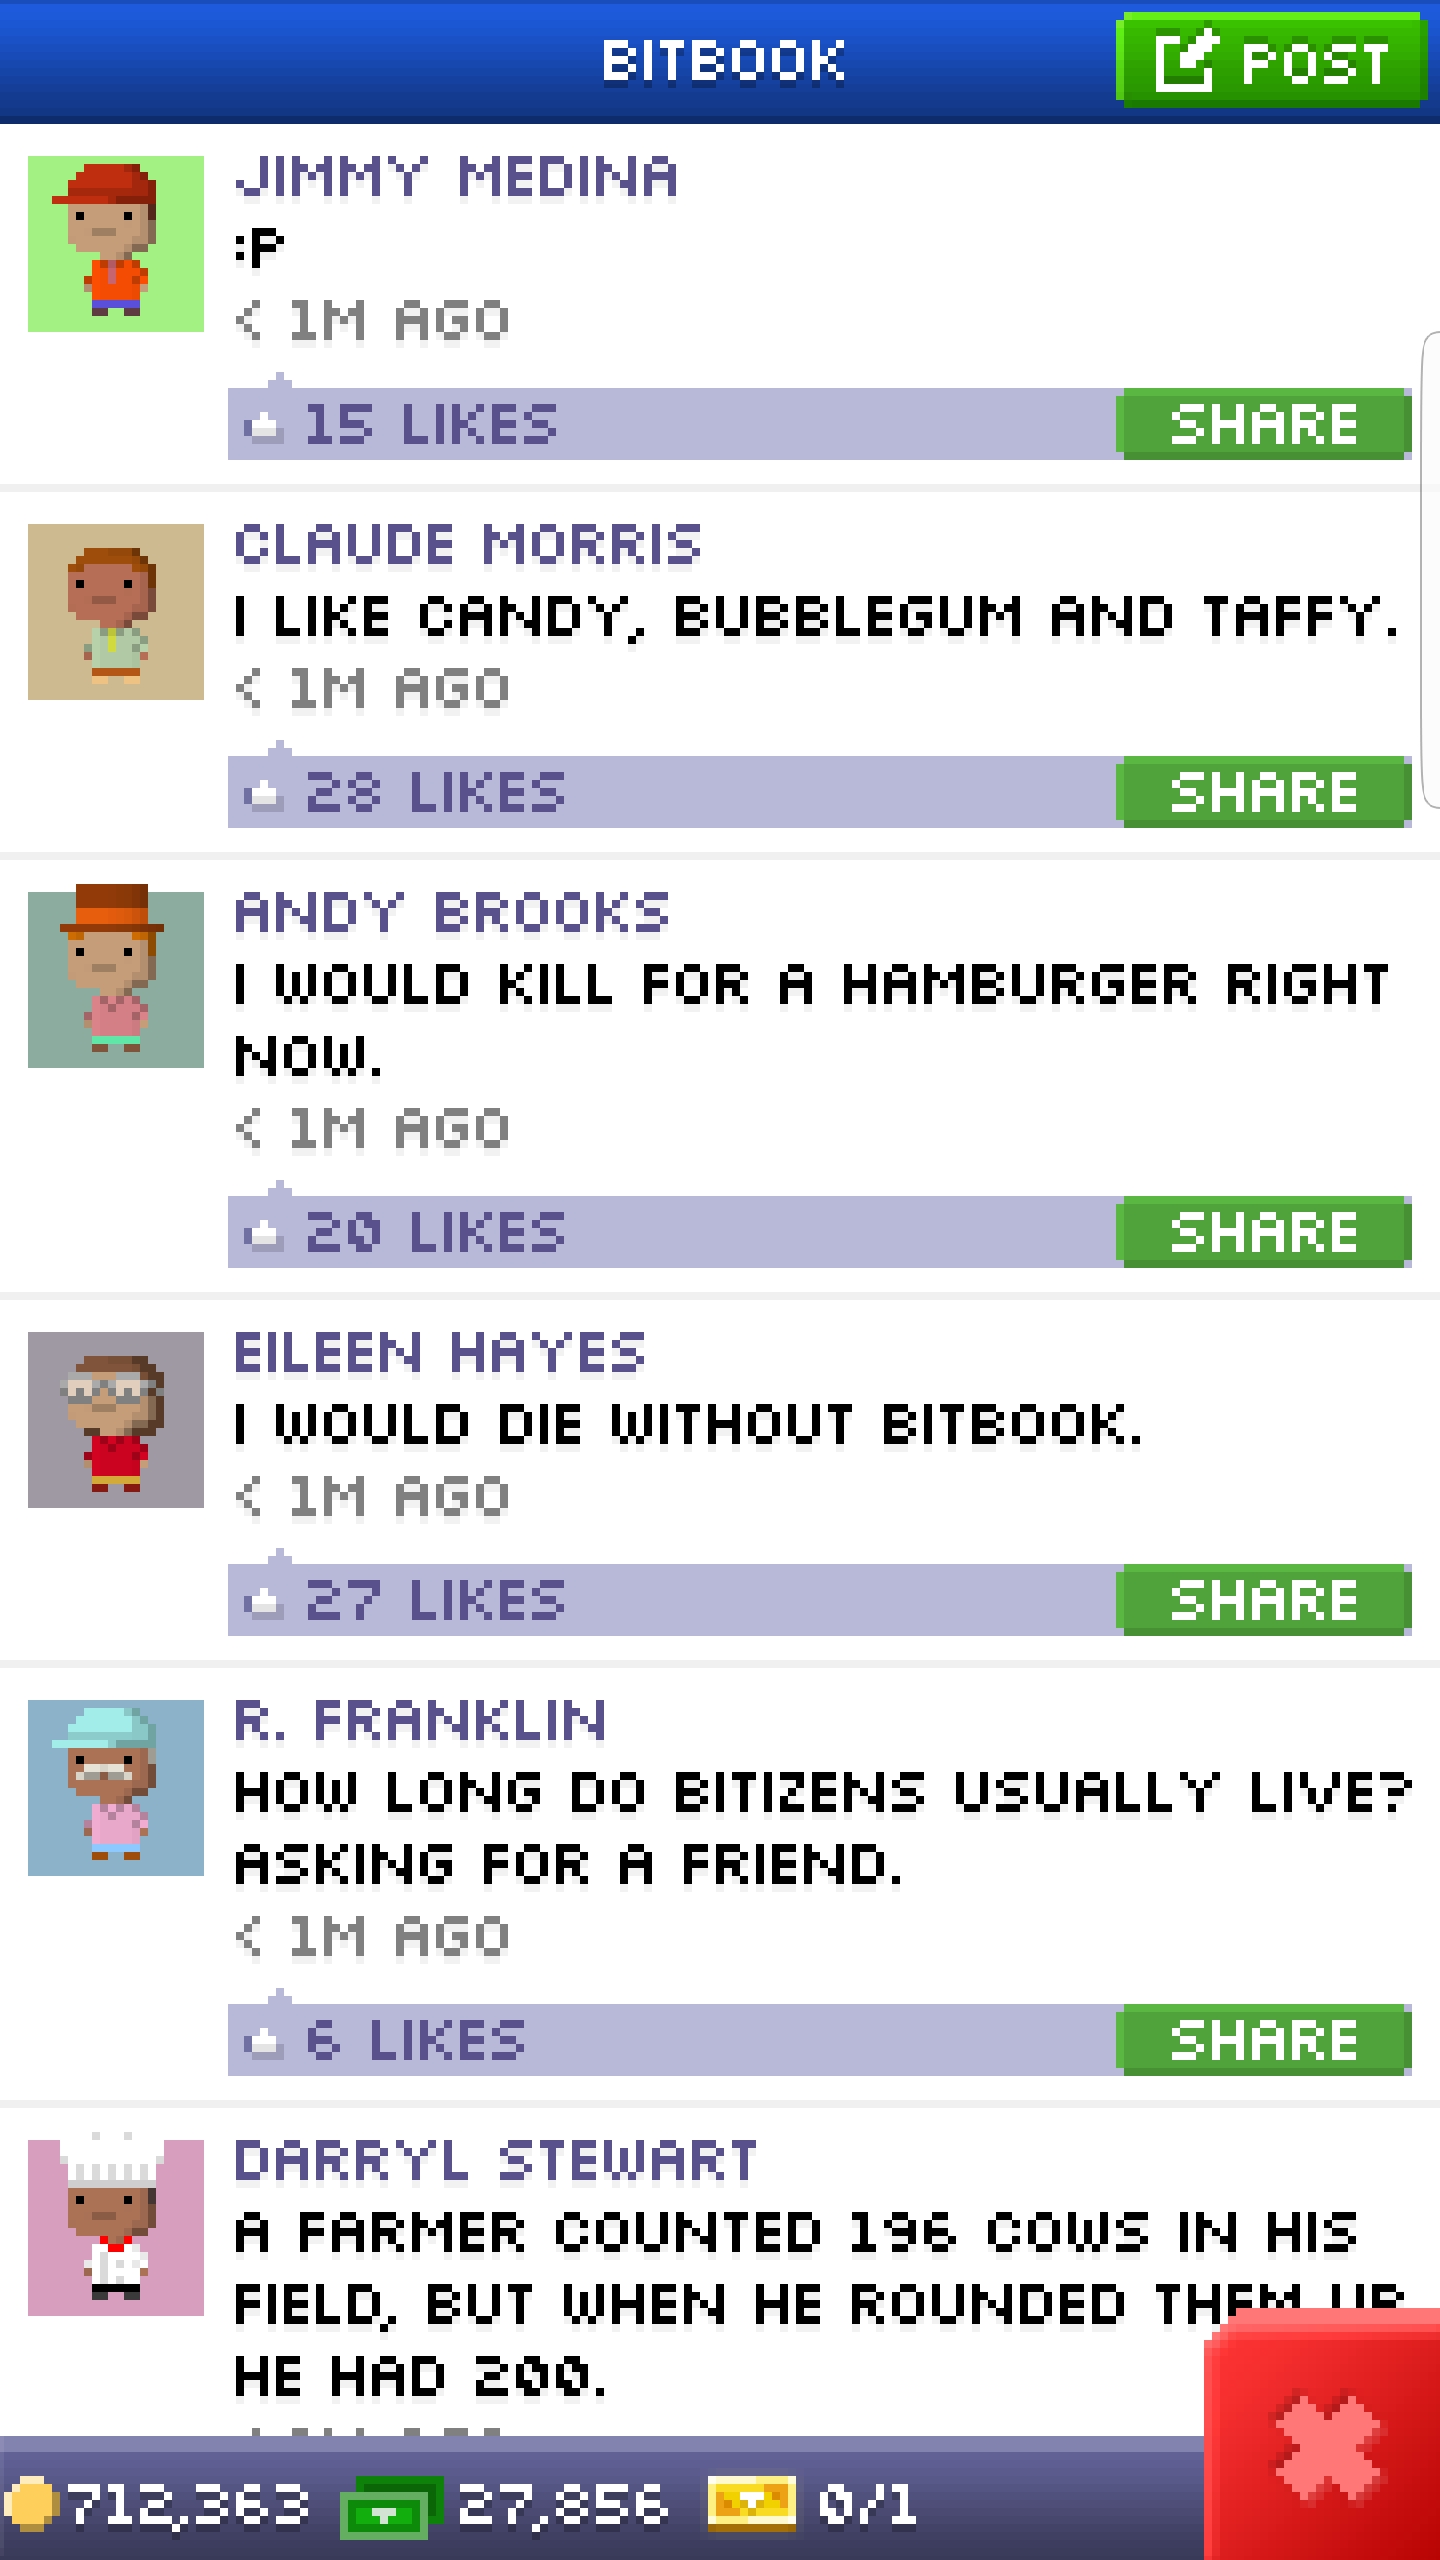 BITBOOK
POST
JIMMY MEDINA
:P
< 1M AGO
15 LIKES
SHARE
CLAUDE MORRIS
I LIKE CANDY, BUBBLEGUM AND TAFFY.
< 1M AGO
28 LIKES
SHARE
ANDY BROOKS
I WOULD KILL FOR A HAMBURGER RIGHT
NOW.
< 1M AGO
20 LIKES
SHARE
EILEEN HAYES
I WOULD DIE WITHOUT BITBOOK.
< 1M AGO
27 LIKES
SHARE
R. FRANKLIN
HOW LONG DO BITIZENS USUALLY LIVE?
ASKING FOR A FRIEND.
< 1M AGO
6 LIKES
SHARE
DARRYL STEWART
A FARMER COUNTED 196 COWS IN HIS
FIELD, BUT WHEN HE ROUNDED THEM UP
HE HAD 200.
712,363 27,856 0/1